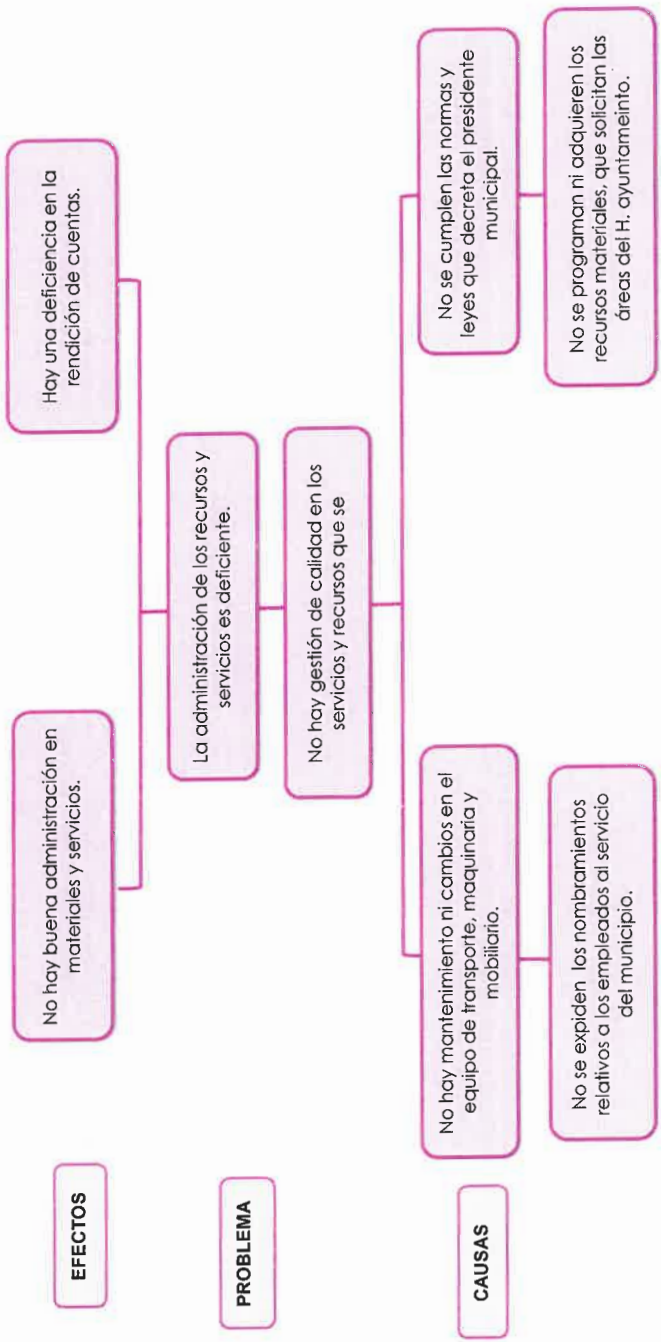 EFECTOS
No hay buena administración en
materiales y servicios.
Hay una deficiencia en la
rendición de cuentas.
PROBLEMA
La administración de los recursos y
servicios es deficiente.
No hay gestión de calidad en los
servicios y recursos que se
CAUSAS
No hay mantenimiento ni cambios en el
equipo de transporte, maquinaria y
mobiliario.
No se cumplen las normas y
leyes que decreta el presidente
municipal.
No se expiden los nombramientos
relativos a los empleados al servicio
del municipio.
No se programan ni adquieren los
recursos materiales, que solicitan las
áreas del H. ayuntameinto.